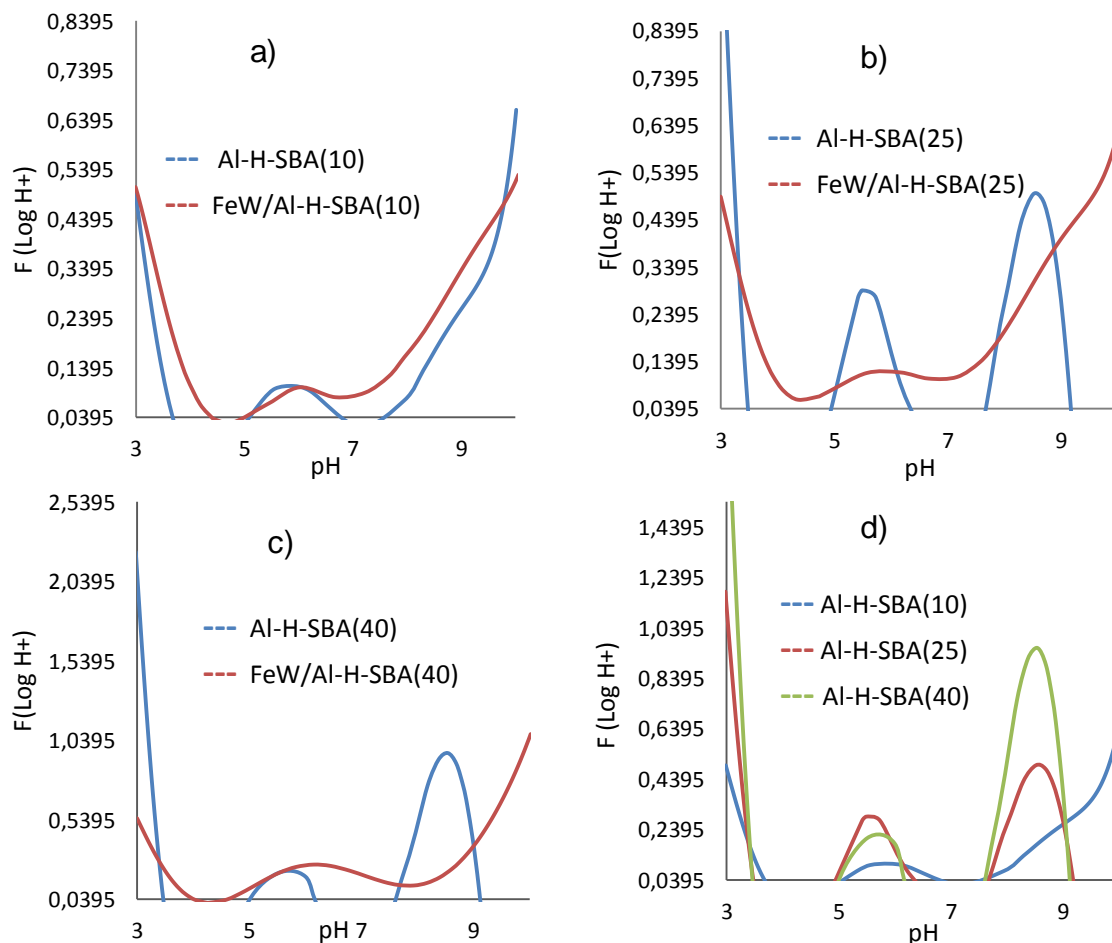 a)
F (Log H+)
0,8395
0,7395
0,6395
0,5395
0,4395
0,3395
0,2395
0,1395
0,0395
Al-H-SBA(10)
FeW/Al-H-SBA(10)
3 5 7 9
pH
b)
F(Log H+)
0,8395
0,7395
0,6395
0,5395
0,4395
0,3395
0,2395
0,1395
0,0395
Al-H-SBA(25)
FeW/Al-H-SBA(25)
3 5 7 9
pH
c)
F(Log H+)
2,5395
2,0395
1,5395
1,0395
0,5395
0,0395
Al-H-SBA(40)
FeW/Al-H-SBA(40)
3 5 7 9
pH
d)
F (Log H+)
1,4395
1,2395
1,0395
0,8395
0,6395
0,4395
0,2395
0,0395
Al-H-SBA(10)
Al-H-SBA(25)
Al-H-SBA(40)
3 5 7 9
pH